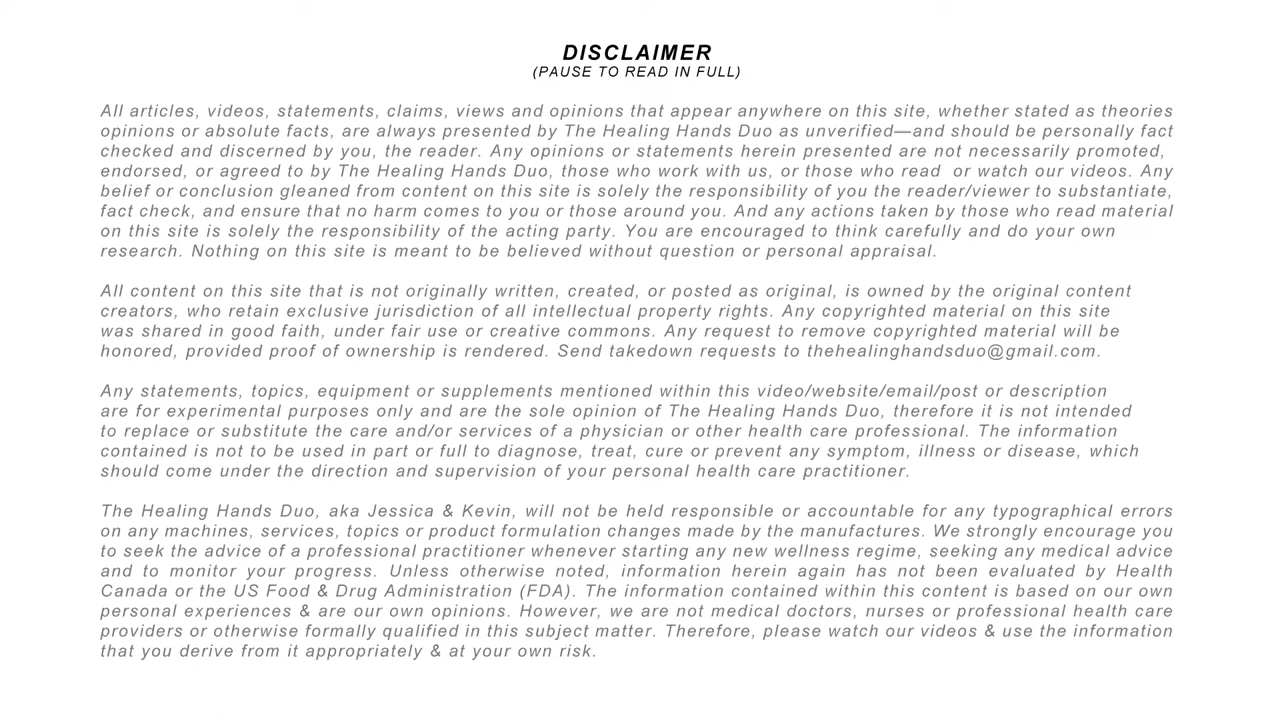 DISCLAIMER
(PAUSE TO READ IN FULL)
All articles, videos, statements, claims, views and opinions that appear anywhere on this site, whether stated as theories
opinions or absolute facts, are always presented by The Healing Hands Duo as unverified—and should be personally fact
checked and discerned by you, the reader. Any opinions or statements herein presented are not necessarily promoted,
endorsed, or agreed to by The Healing Hands Duo, those who work with us, or those who read or watch our videos. Any
belief or conclusion gleaned from content on this site is solely the responsibility of you the reader/viewer to substantiate,
fact check, and ensure that no harm comes to you or those around you. And any actions taken by those who read material
on this site is solely the responsibility of the acting party. You are encouraged to think carefully and do your own
research. Nothing on this site is meant to be believed without question or personal appraisal.
All content on this site that is not originally written, created, or posted as original, is owned by the original content
creators, who retain exclusive jurisdiction of all intellectual property rights. Any copyrighted material on this site
was shared in good faith, under fair use or creative commons. Any request to remove copyrighted material will be
honored, provided proof of ownership is rendered. Send takedown requests to thehealinghandsduo@gmail.com.
Any statements, topics, equipment or supplements mentioned within this video/website/email/post or description
are for experimental purposes only and are the sole opinion of The Healing Hands Duo, therefore it is not intended
to replace or substitute the care and/or services of a physician or other health care professional. The information
contained is not to be used in part or full to diagnose, treat, cure or prevent any symptom, illness or disease, which
should come under the direction and supervision of your personal health care practitioner.
The Healing Hands Duo, aka Jessica & Kevin, will not be held responsible or accountable for any typographical errors
on any machines, services, topics or product formulation changes made by the manufactures. We strongly encourage you
to seek the advice of a professional practitioner whenever starting any new wellness regime, seeking any medical advice
and to monitor your progress. Unless otherwise noted, information herein again has not been evaluated by Health
Canada or the US Food & Drug Administration (FDA). The information contained within this content is based on our own
personal experiences & are our own opinions. However, we are not medical doctors, nurses or professional health care
providers or otherwise formally qualified in this subject matter. Therefore, please watch our videos & use the information
that you derive from it appropriately & at your own risk.